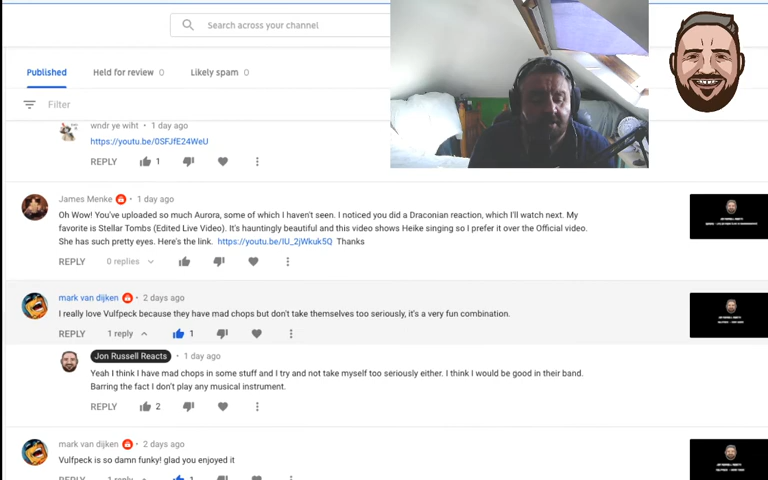 Search across your channel
Published Held for review 0 Likely spam 0
Filter
wndr ye wiht • 1 day ago
https://youtu.be/0SFJfE24WeU
REPLY 1
James Menke • 1 day ago
Oh Wow! You've uploaded so much Aurora, some of which I haven't seen. I noticed you did a Draconian reaction, which I'll watch next. My
favorite is Stellar Tombs (Edited Live Video). It's hauntingly beautiful and this video shows Heike singing so I prefer it over the Official video.
She has such pretty eyes. Here's the link. https://youtu.be/IU_2jWkuk5Q Thanks
REPLY 0 replies
mark van dijken • 2 days ago
I really love Vulfpeck because they have mad chops but don't take themselves too seriously, it's a very fun combination.
REPLY 1 reply 1
Jon Russell Reacts • 1 day ago
Yeah I think I have mad chops in some stuff and I try and not take myself too seriously either. I think I would be good in their band.
Barring the fact I don't play any musical instrument.
REPLY 2
mark van dijken • 2 days ago
Vulfpeck is so damn funky! glad you enjoyed it
REPLY 1 reply 1